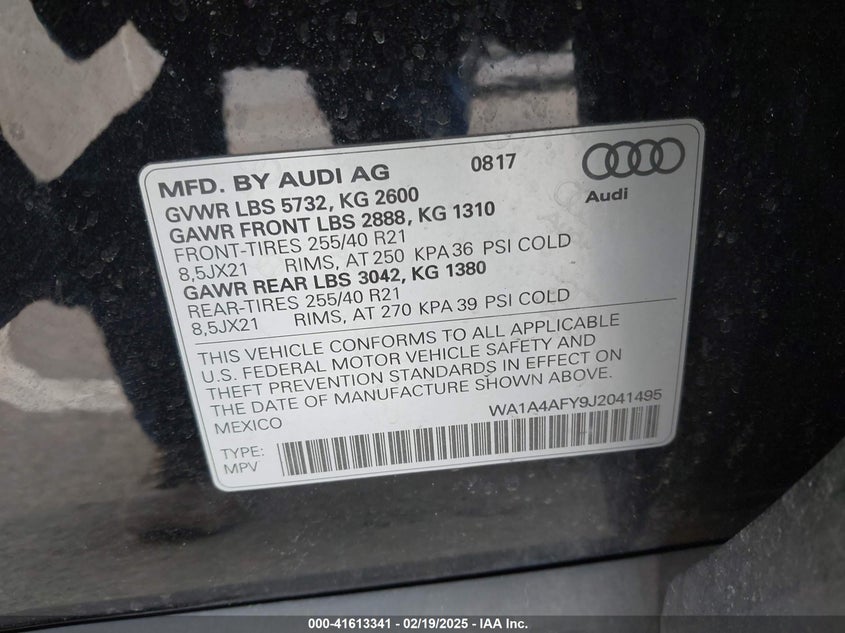 MFD. BY AUDI AG 0817
Audi
GVWR LBS 5732, KG 2600
GAWR FRONT LBS 2888, KG 1310
FRONT-TIRES 255/40 R21
8,5JX21 RIMS, AT 250 KPA 36 PSI COLD
GAWR REAR LBS 3042, KG 1380
REAR-TIRES 255/40 R21
8,5JX21 RIMS, AT 270 KPA 39 PSI COLD
THIS VEHICLE CONFORMS TO ALL APPLICABLE
U.S. FEDERAL MOTOR VEHICLE SAFETY AND
THEFT PREVENTION STANDARDS IN EFFECT ON
THE DATE OF MANUFACTURE SHOWN ABOVE.
MEXICO WA1A4AFY9J2041495
TYPE:
MPV
000-41613341 - 02/19/2025 - IAA Inc.